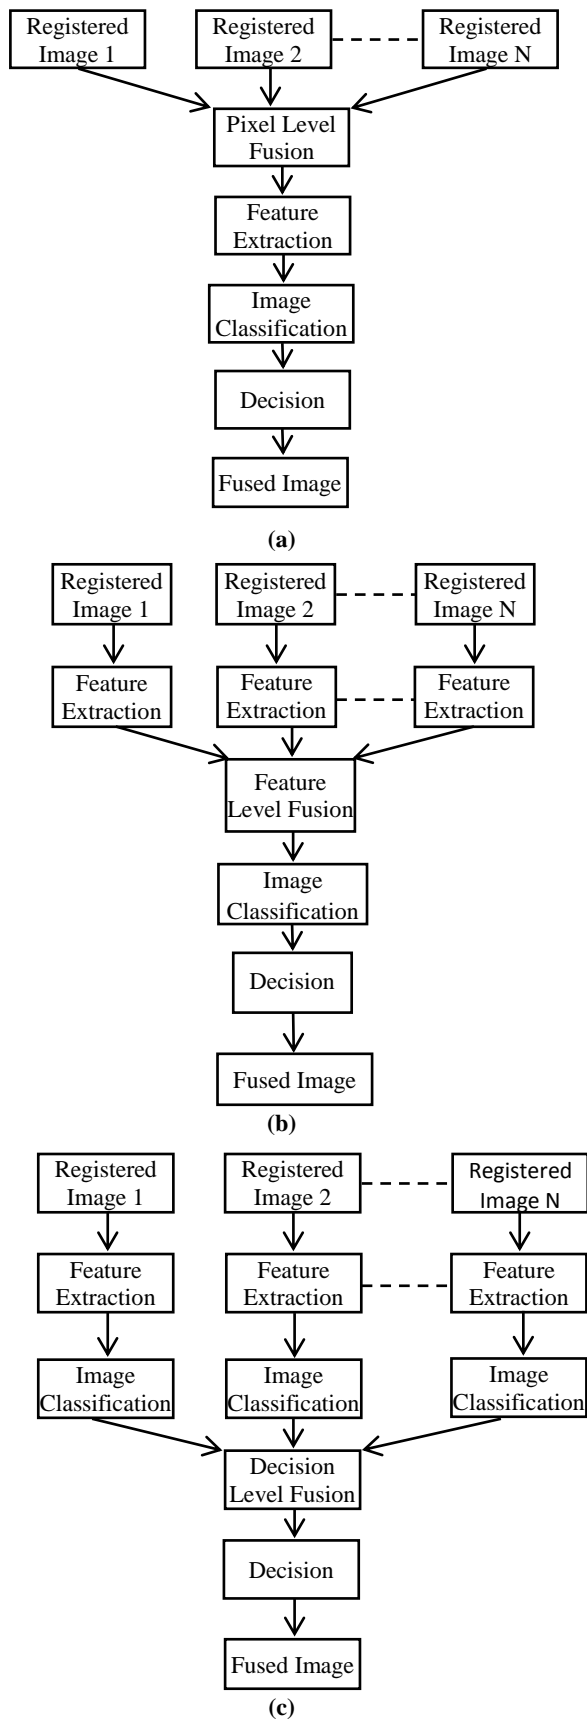 Registered
Image 1
Registered
Image 2
Registered
Image N
Pixel Level
Fusion
Feature
Extraction
Image
Classification
Decision
Fused Image
(a)
Registered
Image 1
Registered
Image 2
Registered
Image N
Feature
Extraction
Feature
Extraction
Feature
Extraction
Feature
Level Fusion
Image
Classification
Decision
Fused Image
(b)
Registered
Image 1
Registered
Image 2
Registered
Image N
Feature
Extraction
Feature
Extraction
Feature
Extraction
Image
Classification
Image
Classification
Image
Classification
Decision
Level Fusion
Decision
Fused Image
(c)